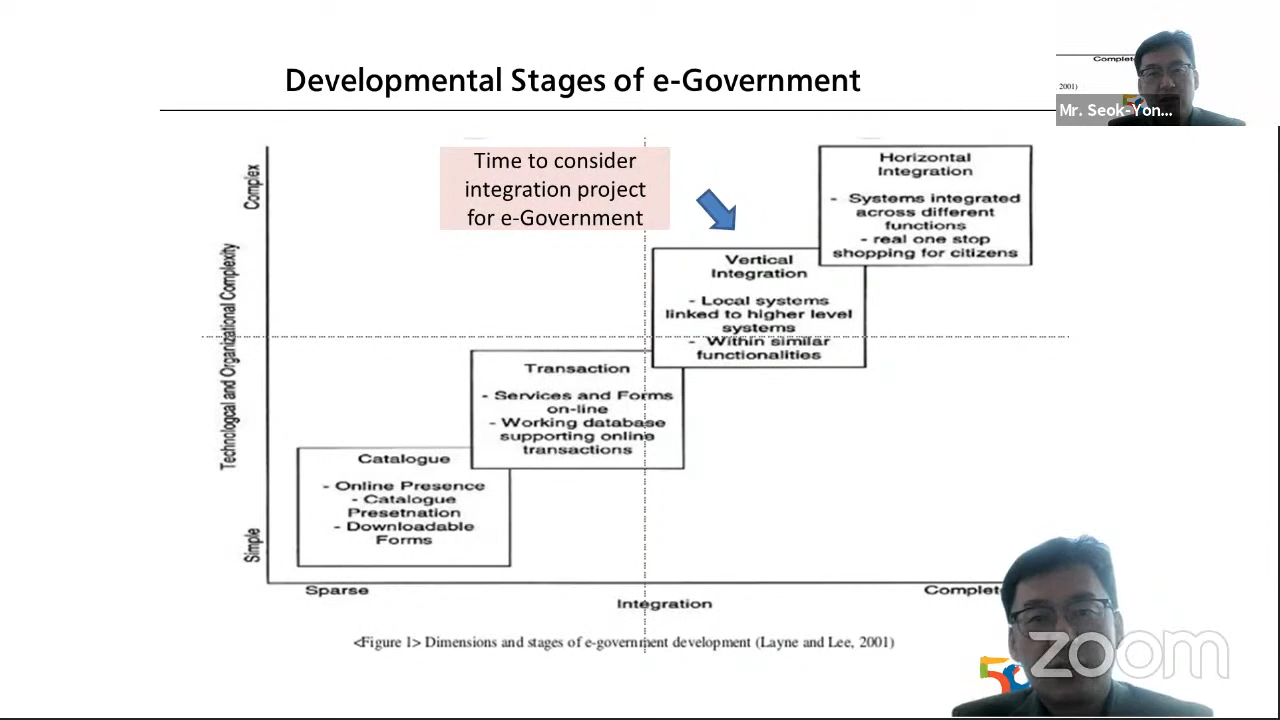 Developmental Stages of e-Government
Complet
2001)
Mr. Seok-Yon...
Time to consider
integration project
for e-Government
Complex
Technologcal and Organizational Complexity
Simple
Horizontal
Integration
- Systems integrated
across different
functions
- real one stop
shopping for citizens
Vertical
Integration
- Local systems
linked to higher level
systems
- Within similar
functionalities
Transaction
- Services and Forms
on-line
- Working database
supporting online
transactions
Catalogue
- Online Presence
- Catalogue
Presetnation
- Downloadable
Forms
Sparse
Integration
Complet
<Figure 1> Dimensions and stages of e-government development (Layne and Lee, 2001)
zoom